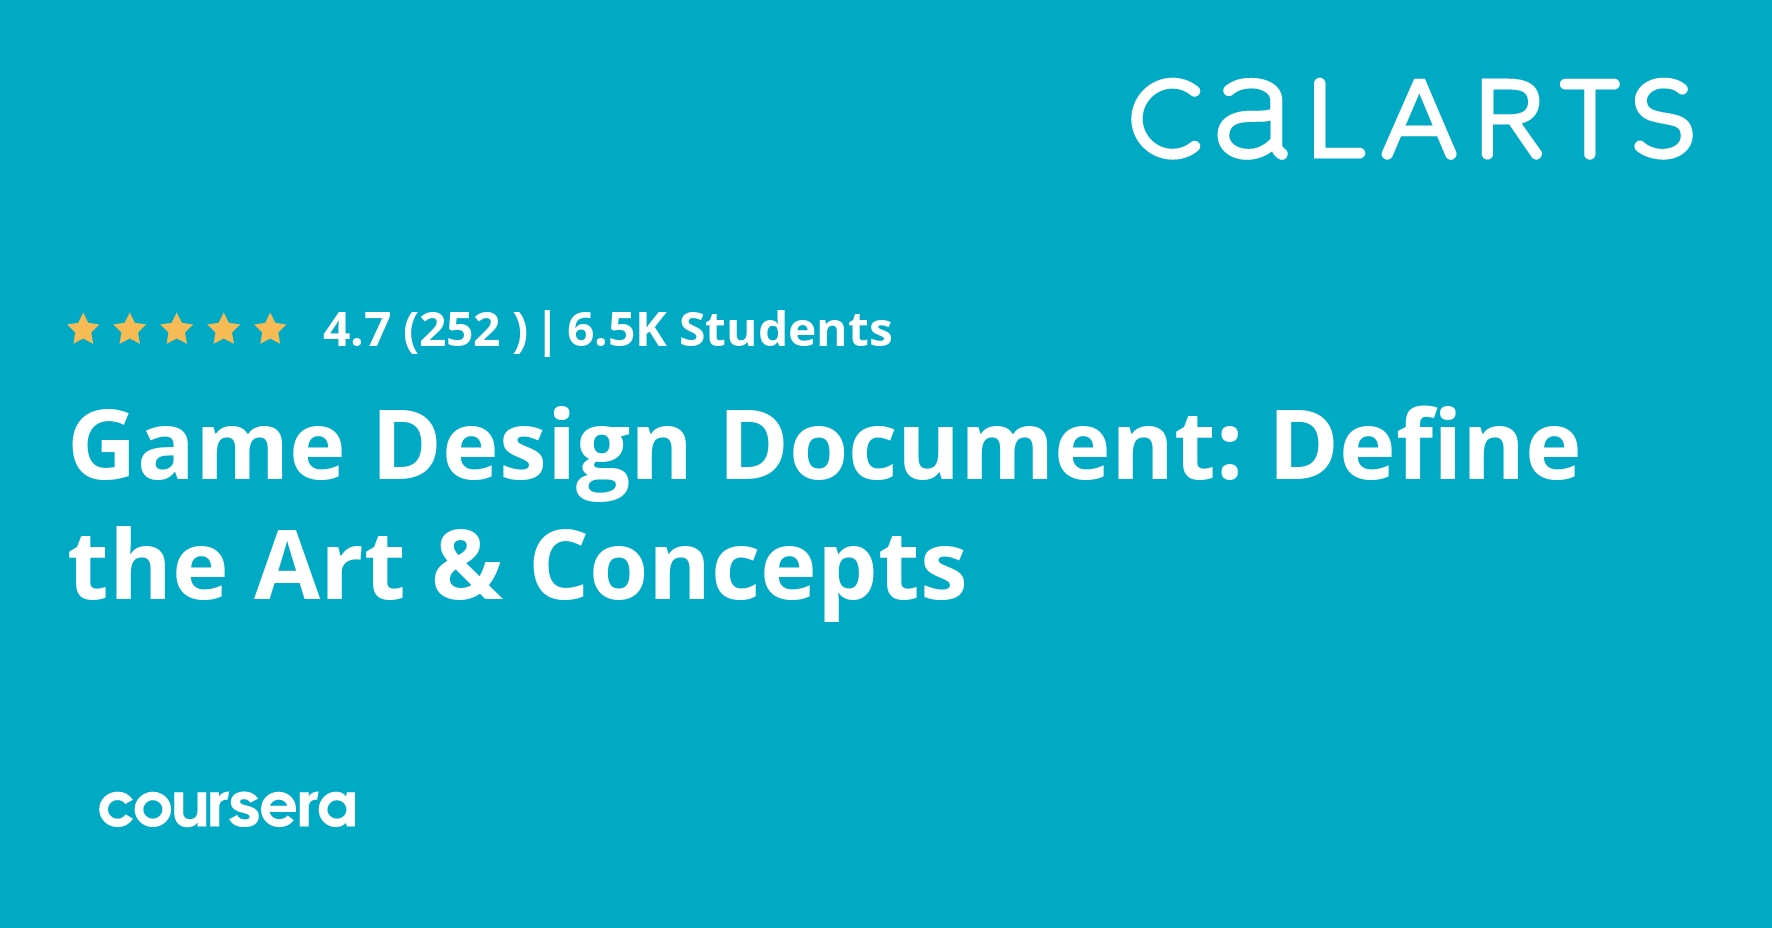 CaLARTS
4.7 (252 ) | 6.5K Students
Game Design Document: Define
the Art & Concepts
coursera